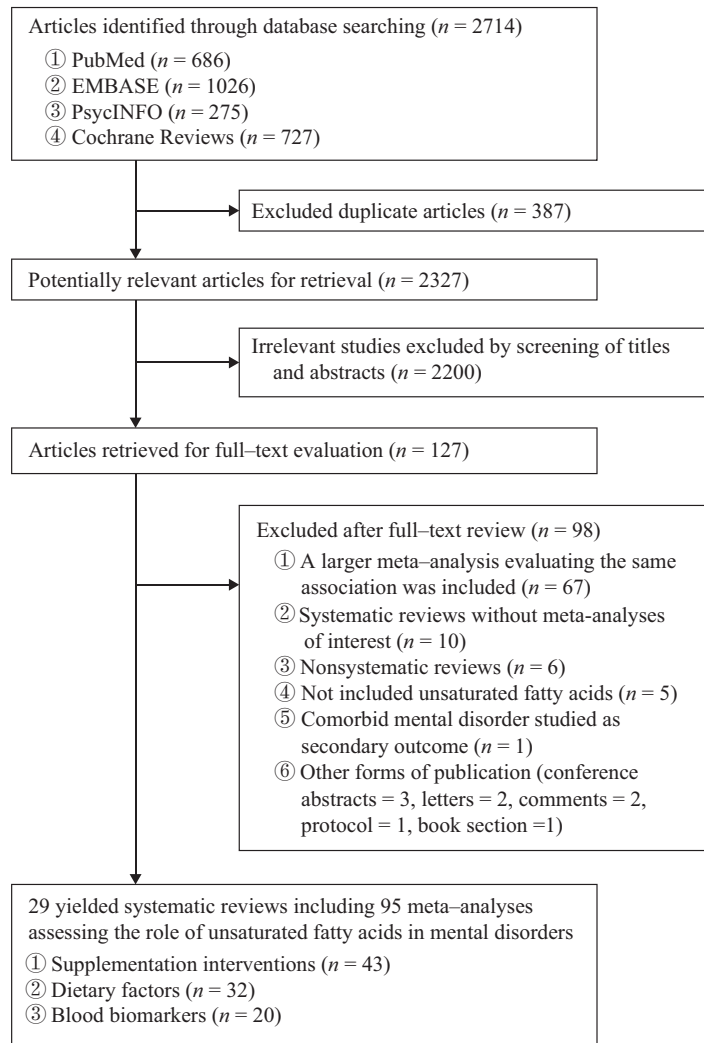 Articles identified through database searching (n = 2714)
① PubMed (n = 686)
② EMBASE (n = 1026)
③ PsycINFO (n = 275)
④ Cochrane Reviews (n = 727)
Excluded duplicate articles (n = 387)
Potentially relevant articles for retrieval (n = 2327)
Irrelevant studies excluded by screening of titles
and abstracts (n = 2200)
Articles retrieved for full–text evaluation (n = 127)
Excluded after full–text review (n = 98)
① A larger meta–analysis evaluating the same
association was included (n = 67)
② Systematic reviews without meta-analyses
of interest (n = 10)
③ Nonsystematic reviews (n = 6)
④ Not included unsaturated fatty acids (n = 5)
⑤ Comorbid mental disorder studied as
secondary outcome (n = 1)
⑥ Other forms of publication (conference
abstracts = 3, letters = 2, comments = 2,
protocol = 1, book section =1)
29 yielded systematic reviews including 95 meta–analyses
assessing the role of unsaturated fatty acids in mental disorders
① Supplementation interventions (n = 43)
② Dietary factors (n = 32)
③ Blood biomarkers (n = 20)